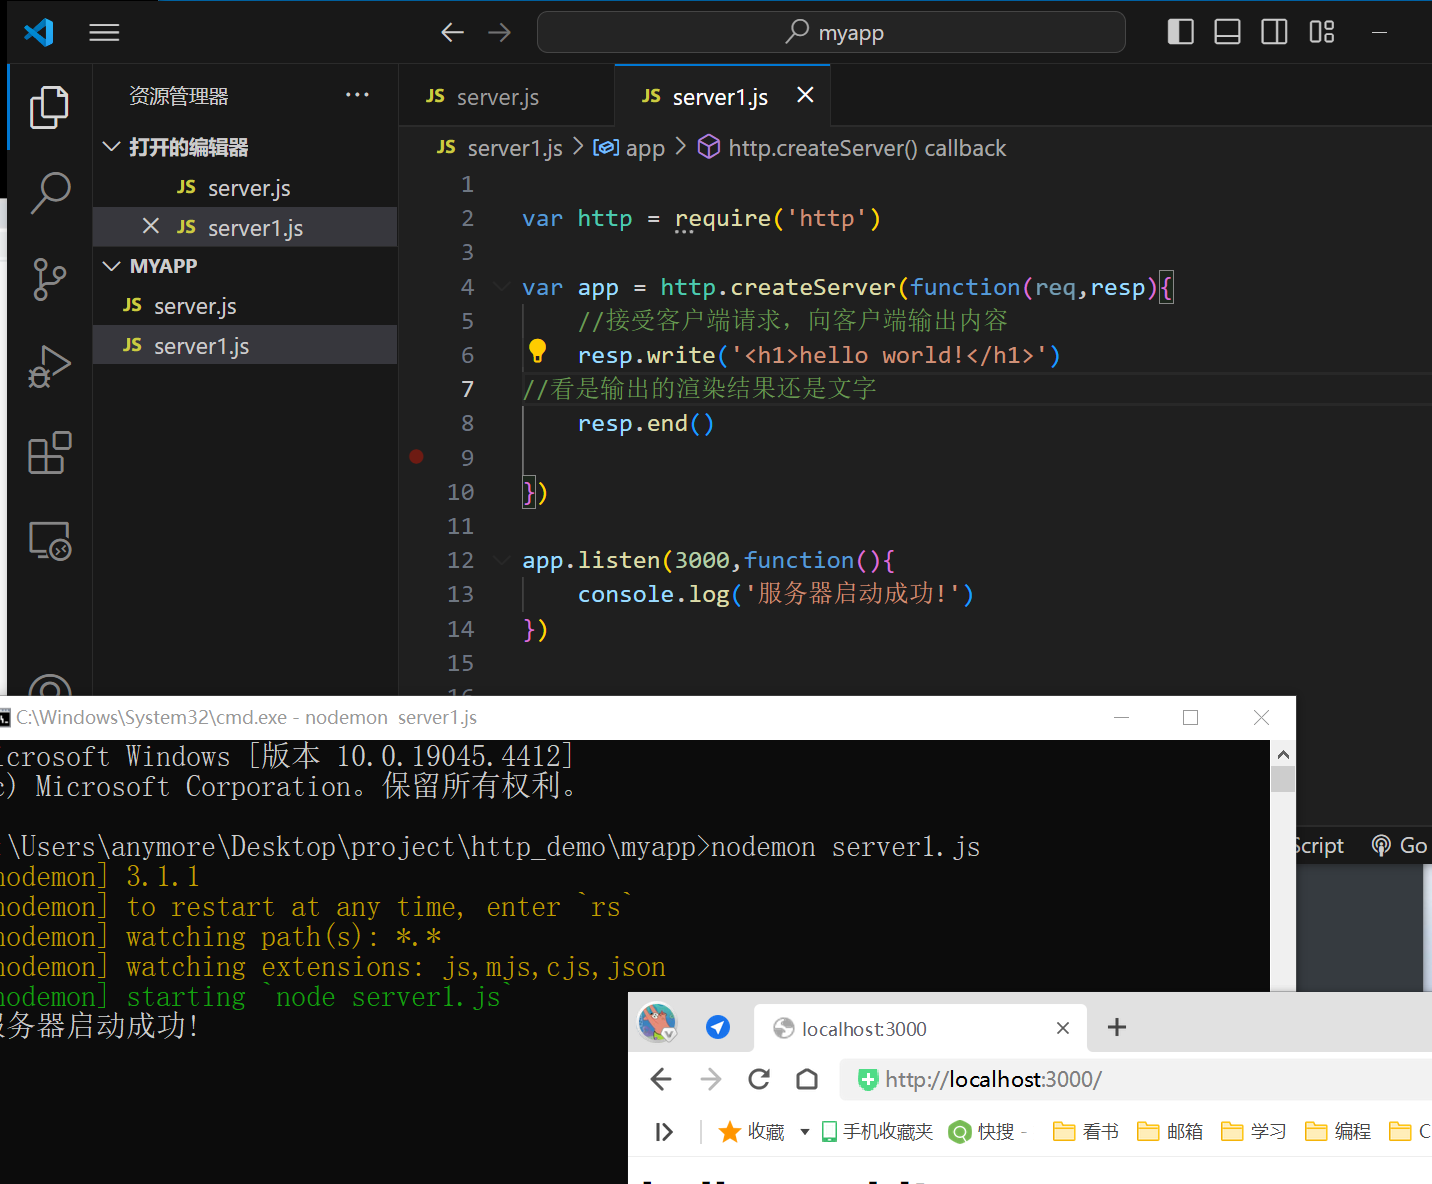 myapp
资源管理器
JS server.js
JS server1.js
打开的编辑器
JS server1.js > app > http.createServer() callback
JS server.js
JS server1.js
MYAPP
JS server.js
JS server1.js
1
2 var http = require('http')
3
4 var app = http.createServer(function(req,resp){
5 //接受客户端请求，向客户端输出内容
6 resp.write('<h1>hello world!</h1>')
7 //看是输出的渲染结果还是文字
8 resp.end()
9
10 })
11
12 app.listen(3000,function(){
13 console.log('服务器启动成功!')
14 })
15
16
C:\Windows\System32\cmd.exe - nodemon server1.js
icrosoft Windows [版本 10.0.19045.4412]
c) Microsoft Corporation。保留所有权利。
:\Users\anymore\Desktop\project\http_demo\myapp>nodemon server1.js
nodemon] 3.1.1
nodemon] to restart at any time, enter `rs`
nodemon] watching path(s): *.*
nodemon] watching extensions: js,mjs,cjs,json
nodemon] starting `node server1.js`
服务器启动成功!
Script Go
localhost:3000
http://localhost:3000/
收藏 手机收藏夹 快搜 - 看书 邮箱 学习 编程 C